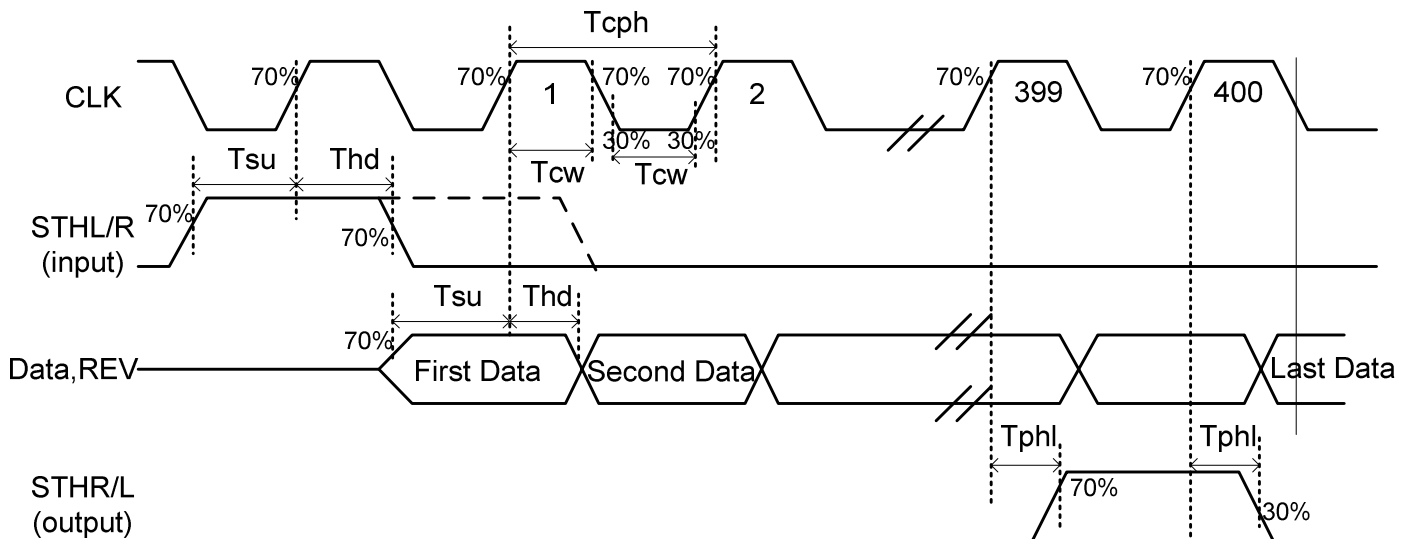 Tcph
CLK
70%
70%
1
70%
70%
2
70%
399
70%
400
30%
30%
Tcw
Tcw
Tsu
Thd
70%
STHL/R
(input)
70%
Tsu
Thd
70%
Data,REV
First Data
Second Data
Last Data
Tphl
Tphl
STHR/L
(output)
70%
30%